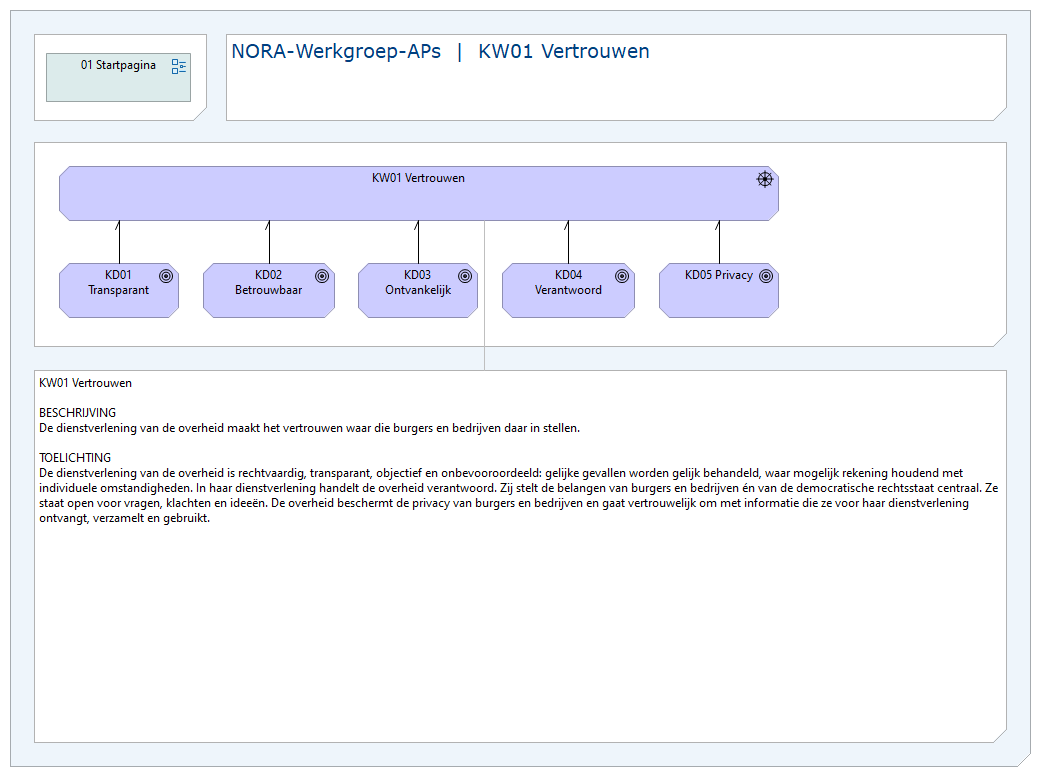 01 Startpagina
NORA-Werkgroep-APs | KW01 Vertrouwen
KW01 Vertrouwen
KD01
Transparant
KD02
Betrouwbaar
KD03
Ontvankelijk
KD04
Verantwoord
KD05 Privacy
KW01 Vertrouwen
BESCHRIJVING
De dienstverlening van de overheid maakt het vertrouwen waar die burgers en bedrijven daar in stellen.
TOELICHTING
De dienstverlening van de overheid is rechtvaardig, transparant, objectief en onbevooroordeeld: gelijke gevallen worden gelijk behandeld, waar mogelijk rekening houdend met
individuele omstandigheden. In haar dienstverlening handelt de overheid verantwoord. Zij stelt de belangen van burgers en bedrijven én van de democratische rechtsstaat centraal. Ze
staat open voor vragen, klachten en ideeën. De overheid beschermt de privacy van burgers en bedrijven en gaat vertrouwelijk om met informatie die ze voor haar dienstverlening
ontvangt, verzamelt en gebruikt.